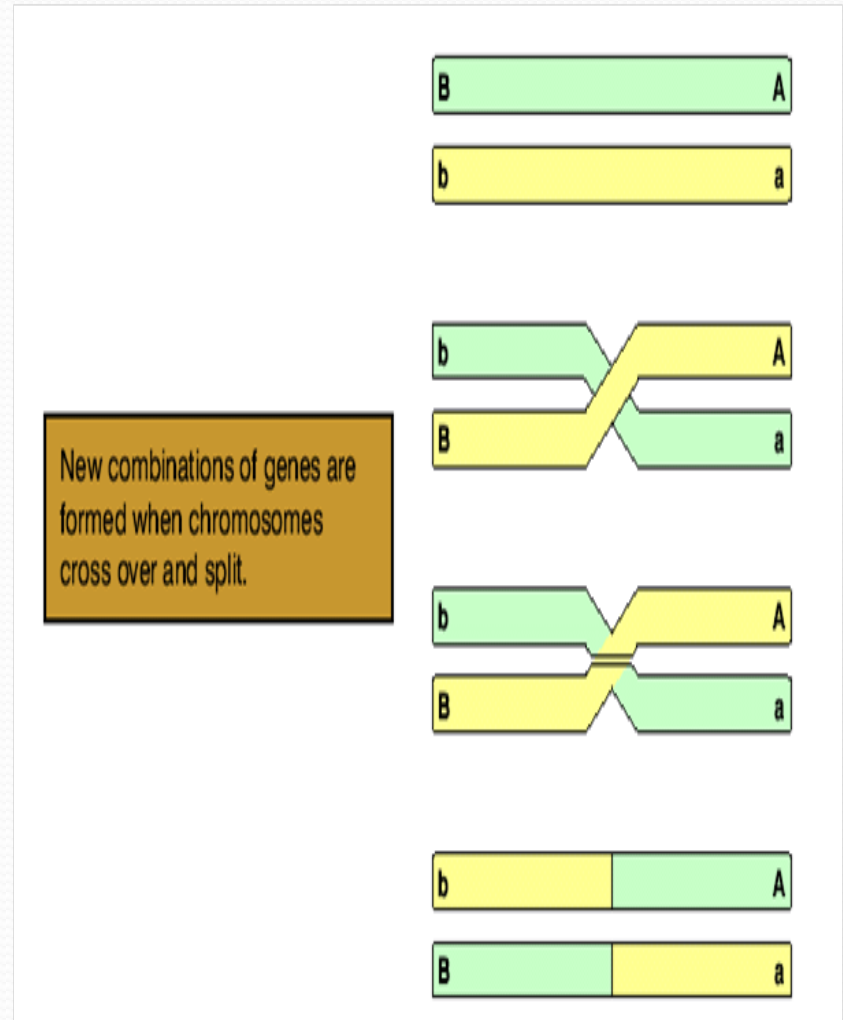 B A
b a
b A
B a
New combinations of genes are
formed when chromosomes
cross over and split.
b A
B a
b A
B a